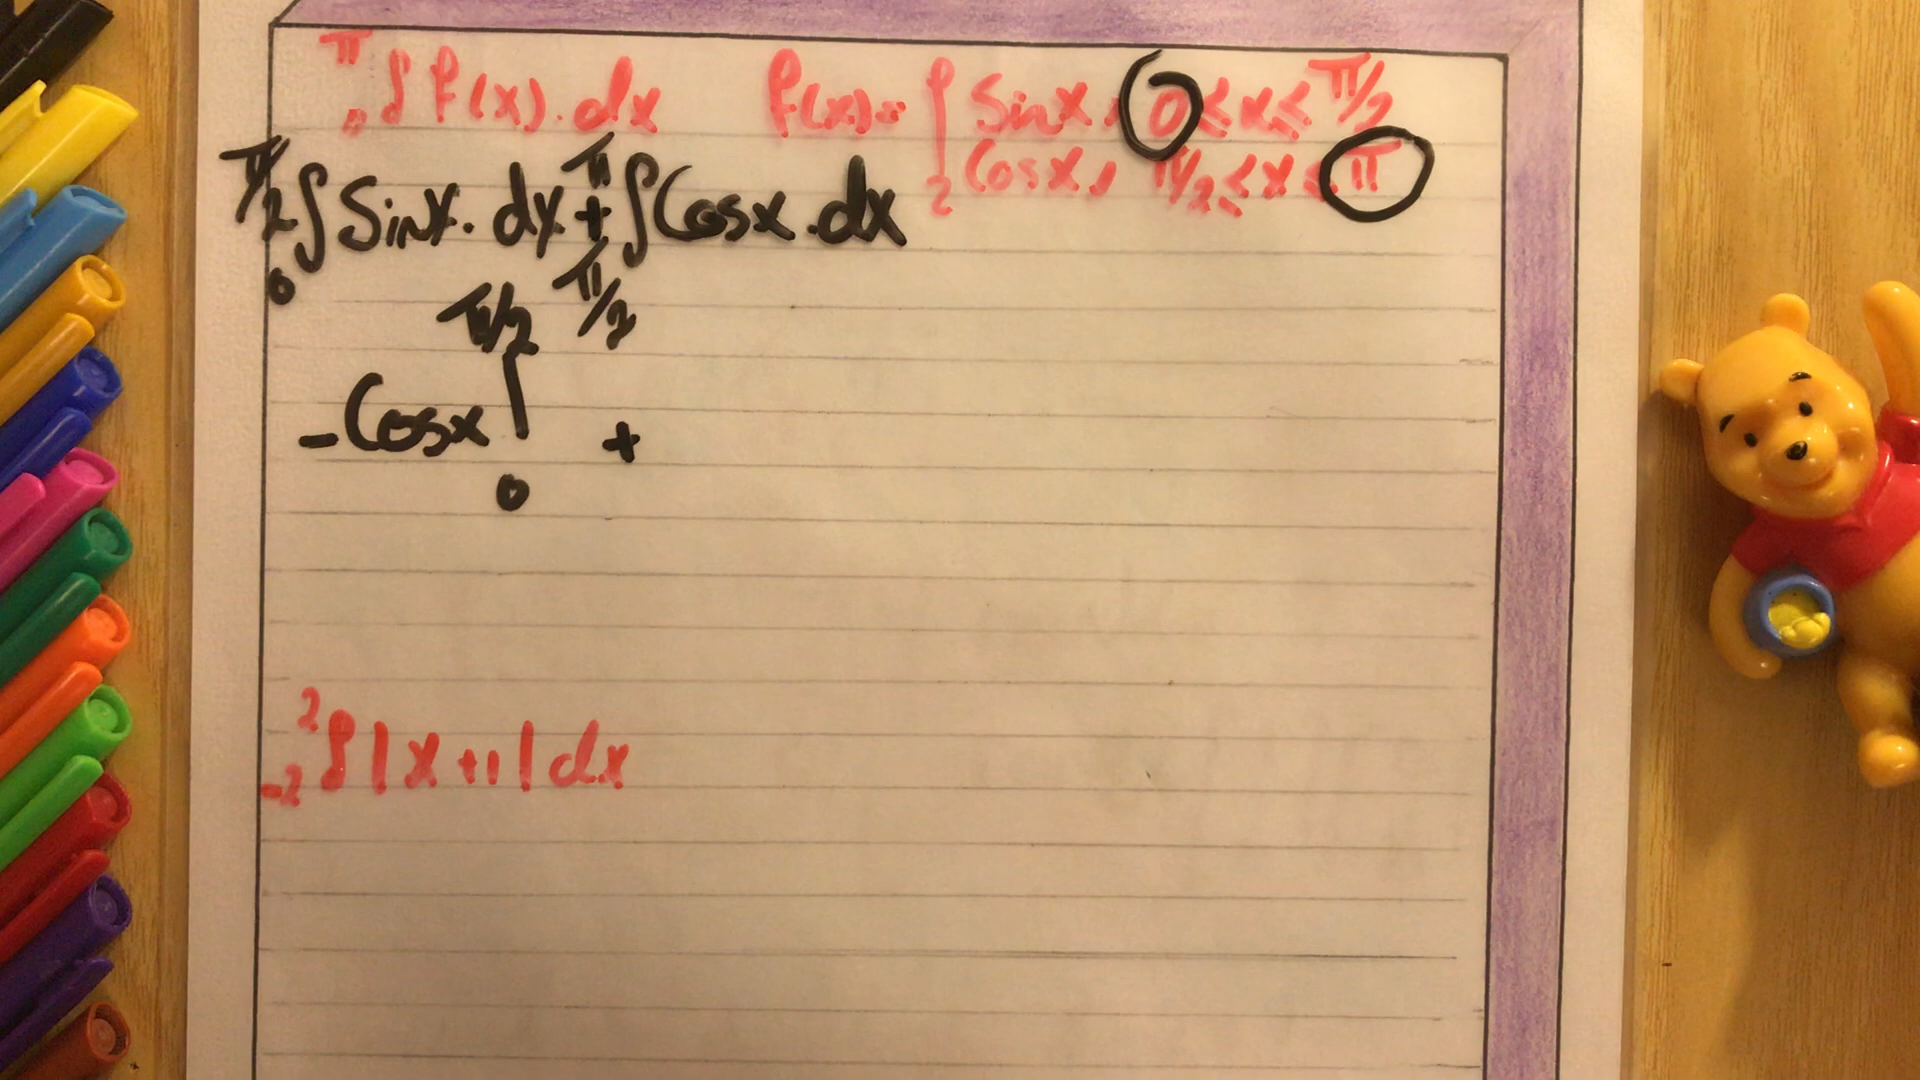 π
0 ∫ f(x).dx f(x)= { Sinx, 0 ≤ x ≤ π/2
Cosx, π/2 ≤ x ≤ π
π/2
0 ∫ Sinx. dx + π
π/2 ∫ Cosx.dx
-Cosx | π/2
0 +
2
-2 ∫ |x+1| dx